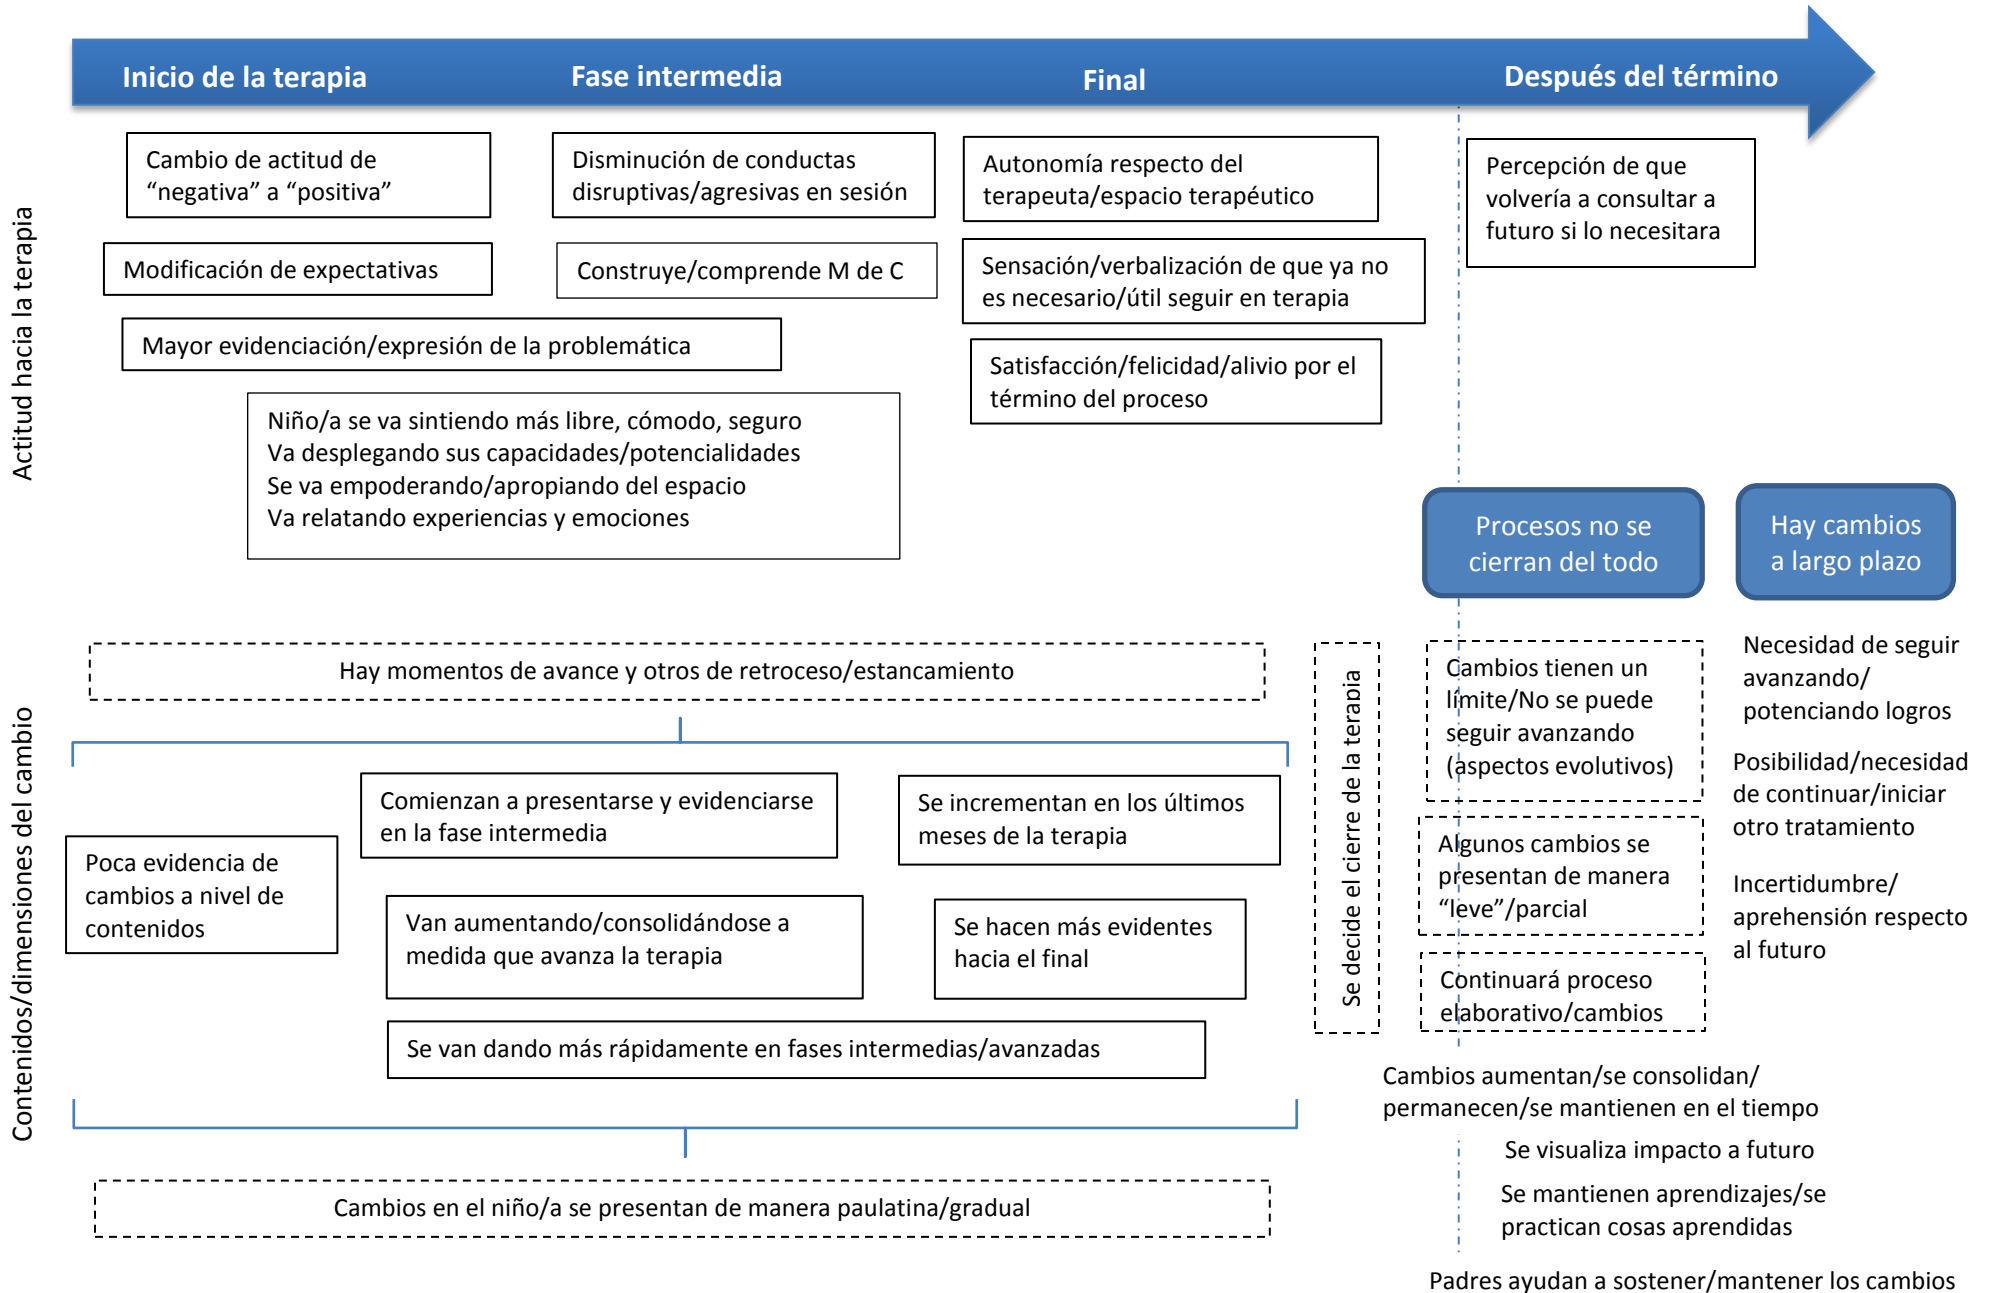 Inicio de la terapia
Fase intermedia
Final
Después del término
Actitud hacia la terapia
Cambio de actitud de
“negativa” a “positiva”
Disminución de conductas
disruptivas/agresivas en sesión
Autonomía respecto del
terapeuta/espacio terapéutico
Percepción de que
volvería a consultar a
futuro si lo necesitara
Modificación de expectativas
Construye/comprende M de C
Sensación/verbalización de que ya no
es necesario/útil seguir en terapia
Mayor evidenciación/expresión de la problemática
Satisfacción/felicidad/alivio por el
término del proceso
Niño/a se va sintiendo más libre, cómodo, seguro
Va desplegando sus capacidades/potencialidades
Se va empoderando/apropiando del espacio
Va relatando experiencias y emociones
Procesos no se
cierran del todo
Hay cambios
a largo plazo
Contenidos/dimensiones del cambio
Hay momentos de avance y otros de retroceso/estancamiento
Poca evidencia de
cambios a nivel de
contenidos
Comienzan a presentarse y evidenciarse
en la fase intermedia
Se incrementan en los últimos
meses de la terapia
Van aumentando/consolidándose a
medida que avanza la terapia
Se hacen más evidentes
hacia el final
Se van dando más rápidamente en fases intermedias/avanzadas
Cambios en el niño/a se presentan de manera paulatina/gradual
Se decide el cierre de la terapia
Cambios tienen un
límite/No se puede
seguir avanzando
(aspectos evolutivos)
Algunos cambios se
presentan de manera
“leve”/parcial
Continuará proceso
elaborativo/cambios
Necesidad de seguir
avanzando/
potenciando logros
Posibilidad/necesidad
de continuar/iniciar
otro tratamiento
Incertidumbre/
aprehensión respecto
al futuro
Cambios aumentan/se consolidan/
permanecen/se mantienen en el tiempo
Se visualiza impacto a futuro
Se mantienen aprendizajes/se
practican cosas aprendidas
Padres ayudan a sostener/mantener los cambios